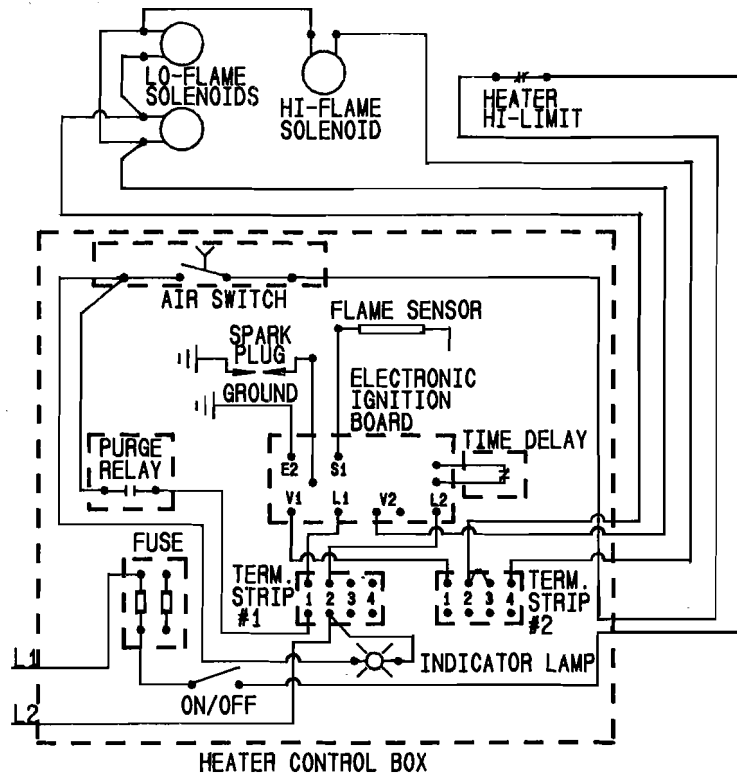 LO-FLAME
SOLENOIDS
HI-FLAME
SOLENOID
HEATER
HI-LIMIT
AIR SWITCH
FLAME SENSOR
SPARK
PLUG
GROUND
ELECTRONIC
IGNITION
BOARD
PURGE
RELAY
TIME DELAY
E2
S1
V1
L1
V2
L2
FUSE
TERM.
STRIP
#1
1 2 3 4
1 2 3 4
TERM.
STRIP
#2
L1
INDICATOR LAMP
ON/OFF
L2
HEATER CONTROL BOX